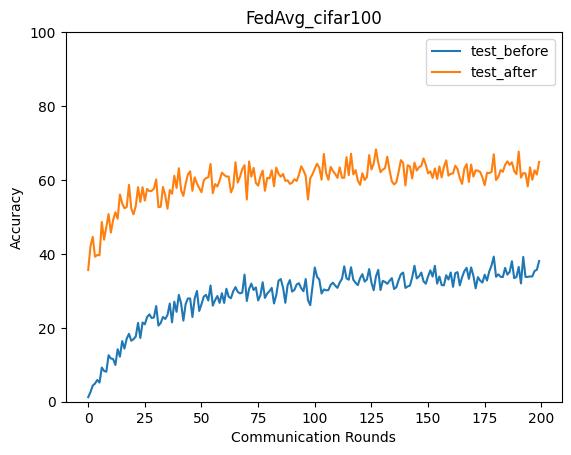 FedAvg_cifar100
test_before
test_after
100
80
60
40
20
0
Accuracy
0 25 50 75 100 125 150 175 200
Communication Rounds